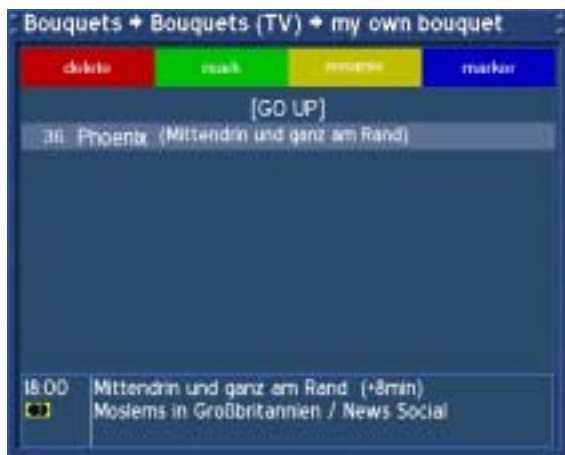 Bouquets → Bouquets (TV) → my own bouquet
delete mark rename marker
[GO UP]
36 Phoenix (Mittendrin und ganz am Rand)
18:00 Mittendrin und ganz am Rand (+8min)
Moslems in Großbritannien / News Social